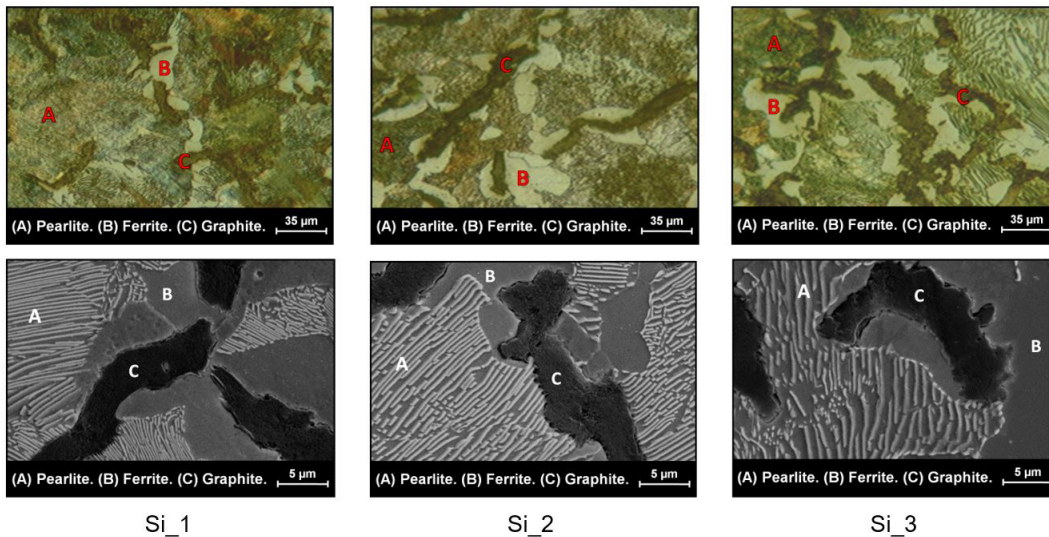 A
B
C
(A) Pearlite. (B) Ferrite. (C) Graphite. 35 µm
C
A
B
(A) Pearlite. (B) Ferrite. (C) Graphite. 35 µm
A
B
C
(A) Pearlite. (B) Ferrite. (C) Graphite. 35 µm
A
B
C
(A) Pearlite. (B) Ferrite. (C) Graphite. 5 µm
B
A
C
(A) Pearlite. (B) Ferrite. (C) Graphite. 5 µm
A
C
B
(A) Pearlite. (B) Ferrite. (C) Graphite. 5 µm
Si_1
Si_2
Si_3